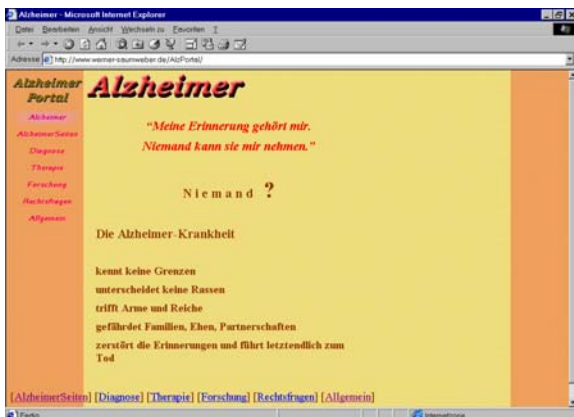 Alzheimer - Microsoft Internet Explorer
Datei Bearbeiten Ansicht Wechseln zu Favoriten ?
Adresse http://www.werner-saumweber.de/AlzPortal/
Alzheimer
Portal
Alzheimer
AlzheimerSeiten
Diagnose
Therapie
Forschung
Rechtsfragen
Allgemein
Alzheimer
“Meine Erinnerung gehört mir.
Niemand kann sie mir nehmen.”
Niemand ?
Die Alzheimer-Krankheit
kennt keine Grenzen
unterscheidet keine Rassen
trifft Arme und Reiche
gefährdet Familien, Ehen, Partnerschaften
zerstört die Erinnerungen und führt letztendlich zum
Tod
[AlzheimerSeiten] [Diagnose] [Therapie] [Forschung] [Rechtsfragen] [Allgemein]
Fertig
Internetzone